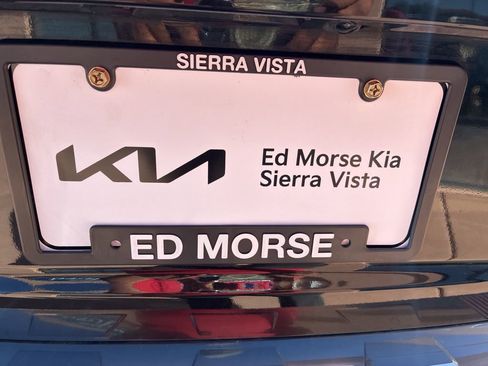 SIERRA VISTA
KIA
Ed Morse Kia
Sierra Vista
ED MORSE